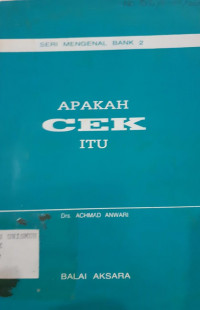 SERI MENGENAL BANK 2
APAKAH
CEK
ITU
Drs. ACHMAD ANWARI
BALAI AKSARA